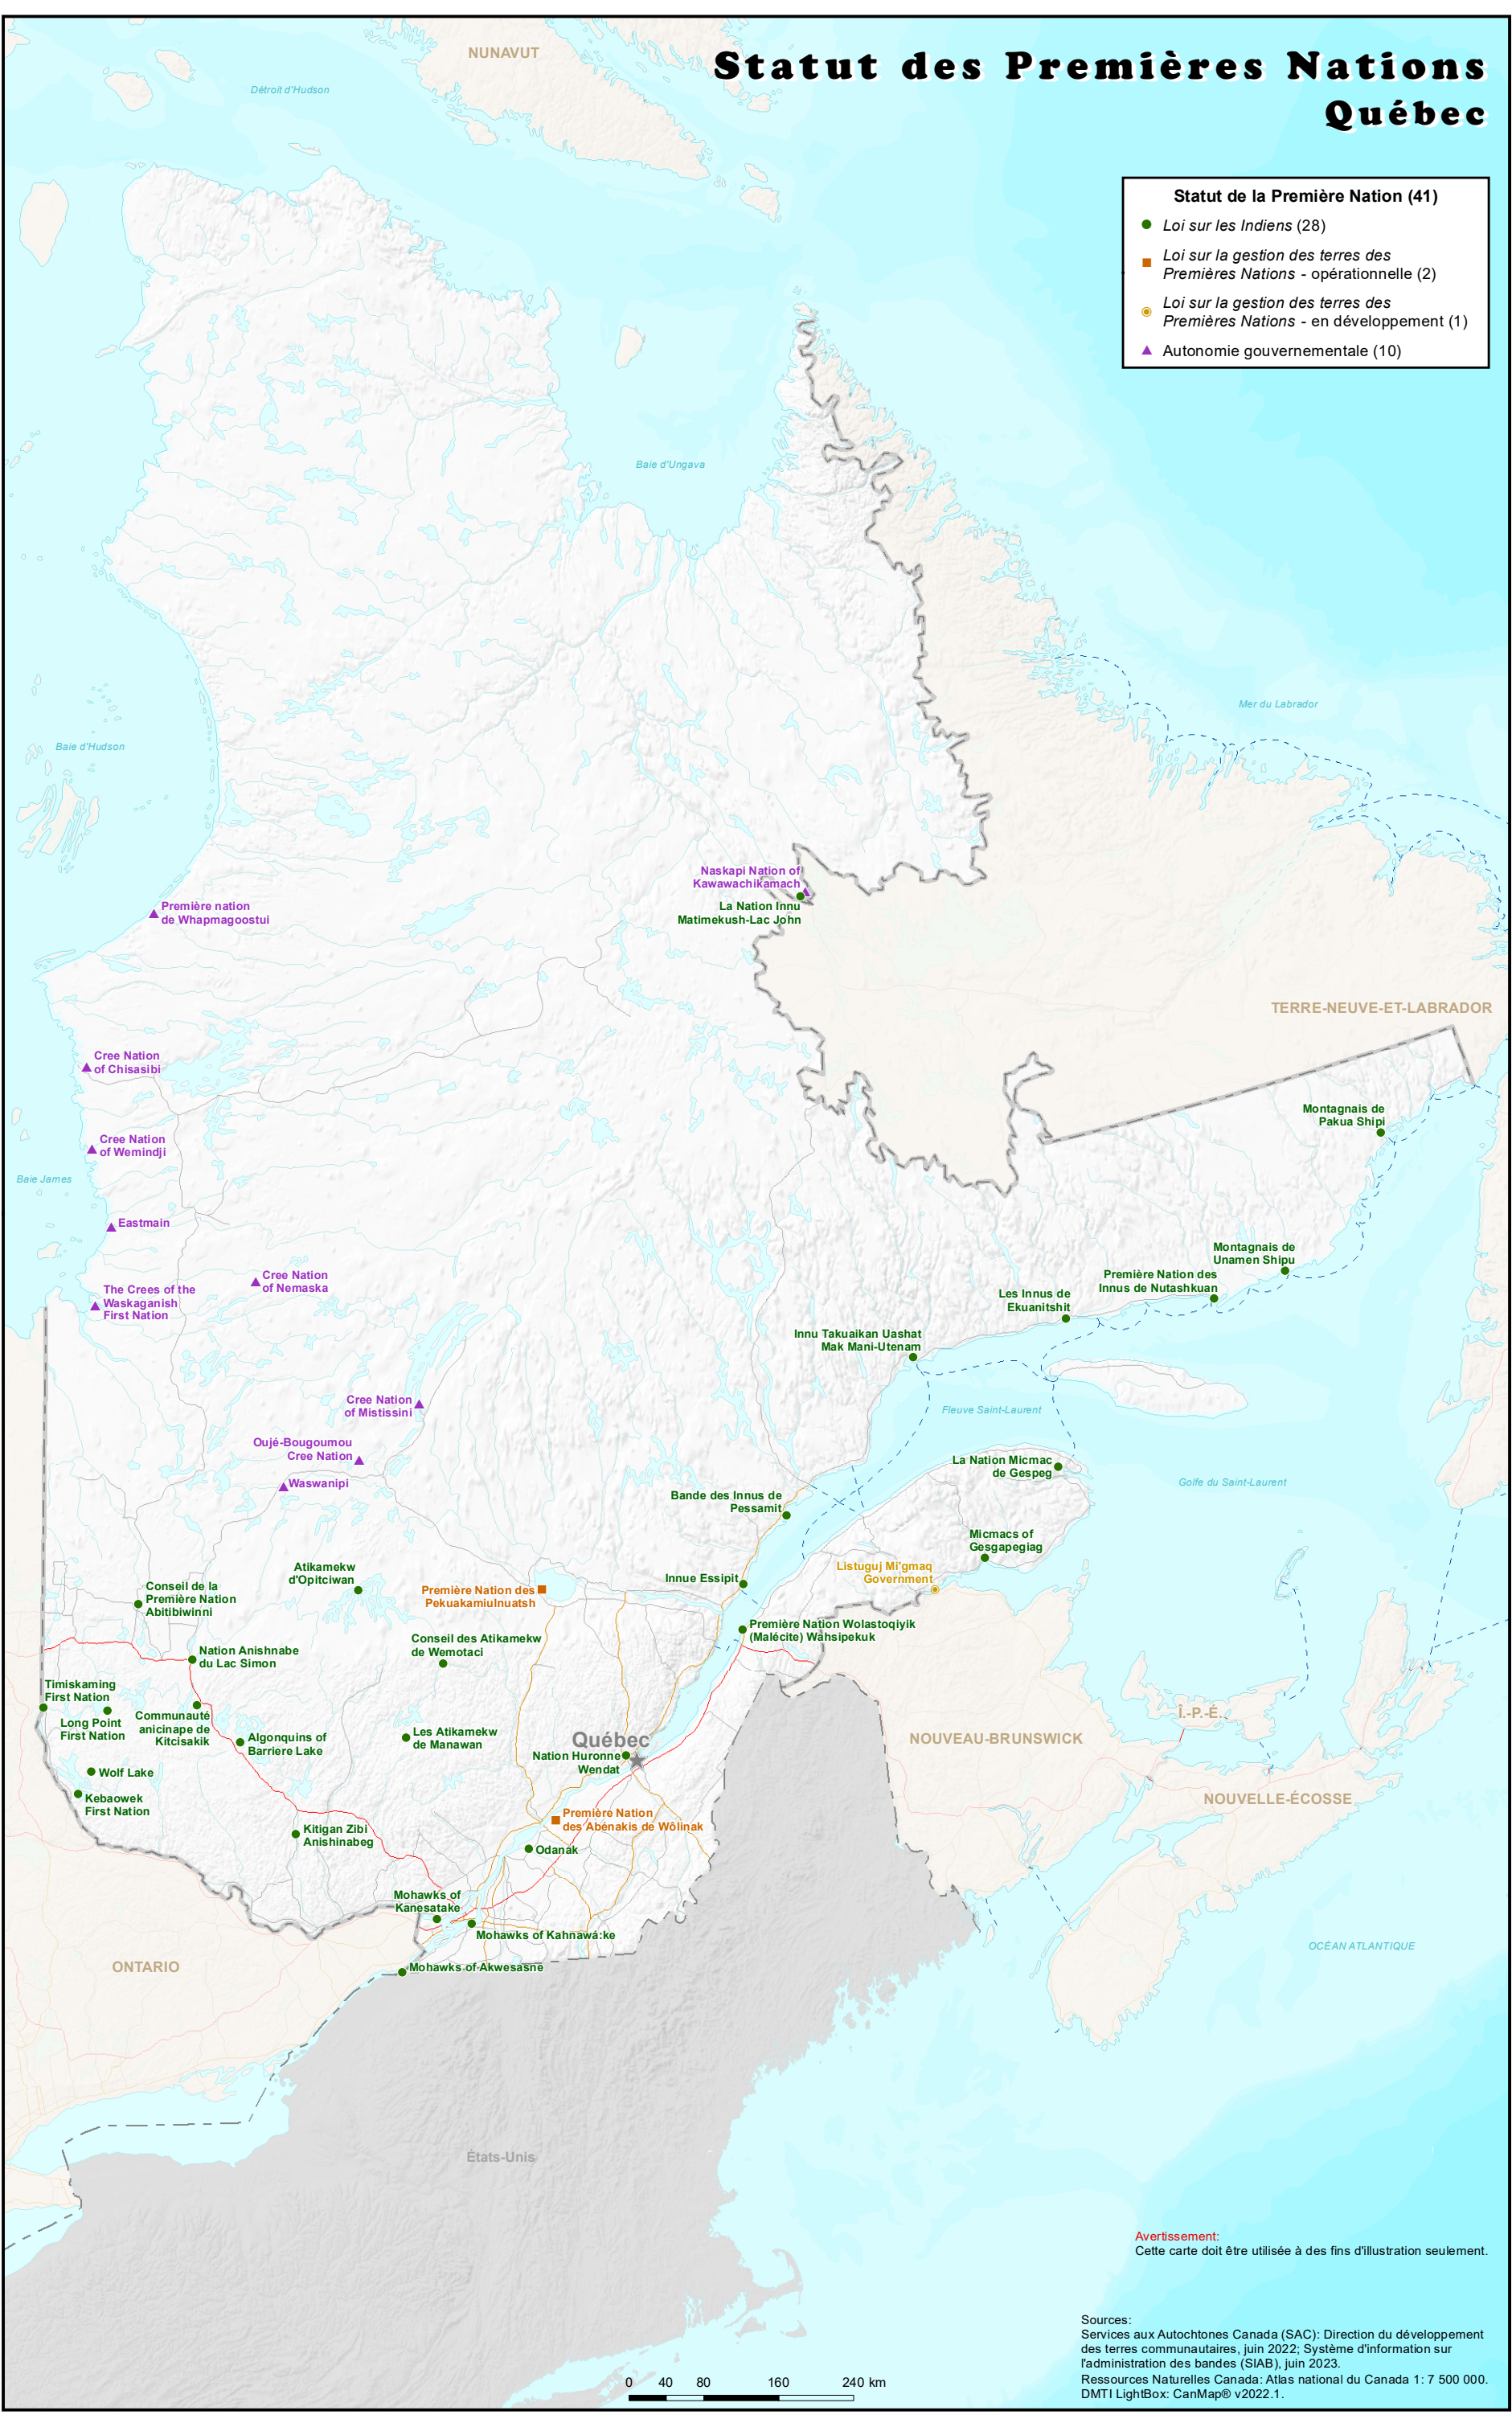 NUNAVUT
Statut des Premières Nations
Québec
Détroit d'Hudson
Statut de la Première Nation (41)
Loi sur les Indiens (28)
Loi sur la gestion des terres des
Premières Nations - opérationnelle (2)
Loi sur la gestion des terres des
Premières Nations - en développement (1)
Autonomie gouvernementale (10)
Baie d'Ungava
Mer du Labrador
Baie d'Hudson
Naskapi Nation of
Kawawachikamach
La Nation Innu
Matimekush-Lac John
Première nation
de Whapmagoostui
TERRE-NEUVE-ET-LABRADOR
Cree Nation
of Chisasibi
Montagnais de
Pakua Shipi
Cree Nation
of Wemindji
Baie James
Eastmain
Montagnais de
Unamen Shipu
Cree Nation
of Nemaska
Première Nation des
Innus de Nutashkuan
The Crees of the
Waskaganish
First Nation
Les Innus de
Ekuanitshit
Innu Takuaikan Uashat
Mak Mani-Utenam
Cree Nation
of Mistissini
Fleuve Saint-Laurent
Oujé-Bougoumou
Cree Nation
La Nation Micmac
de Gespeg
Golfe du Saint-Laurent
Waswanipi
Bande des Innus de
Pessamit
Micmacs of
Gesgapegiag
Atikamekw
d'Opitciwan
Listuguj Mi'gmaq
Government
Innue Essipit
Conseil de la
Première Nation
Abitibiwinni
Première Nation des
Pekuakamiulnuatsh
Première Nation Wolastoqiyik
(Malécite) Wahsipekuk
Conseil des Atikamekw
de Wemotaci
Nation Anishnabe
du Lac Simon
Timiskaming
First Nation
Long Point
First Nation
Communauté
anicinape de
Kitcisakik
Î.-P.-É.
Algonquins of
Barriere Lake
Les Atikamekw
de Manawan
Québec
Nation Huronne
Wendat
NOUVEAU-BRUNSWICK
Wolf Lake
Kebaowek
First Nation
NOUVELLE-ÉCOSSE
Première Nation
des Abénakis de Wôlinak
Kitigan Zibi
Anishinabeg
Odanak
Mohawks of
Kanesatake
Mohawks of Kahnawá:ke
OCÉAN ATLANTIQUE
ONTARIO
Mohawks of Akwesasne
États-Unis
Avertissement:
Cette carte doit être utilisée à des fins d'illustration seulement.
Sources:
Services aux Autochtones Canada (SAC): Direction du développement
des terres communautaires, juin 2022; Système d'information sur
l'administration des bandes (SIAB), juin 2023.
Ressources Naturelles Canada: Atlas national du Canada 1: 7 500 000.
DMTI LightBox: CanMap® v2022.1.
0 40 80 160 240 km